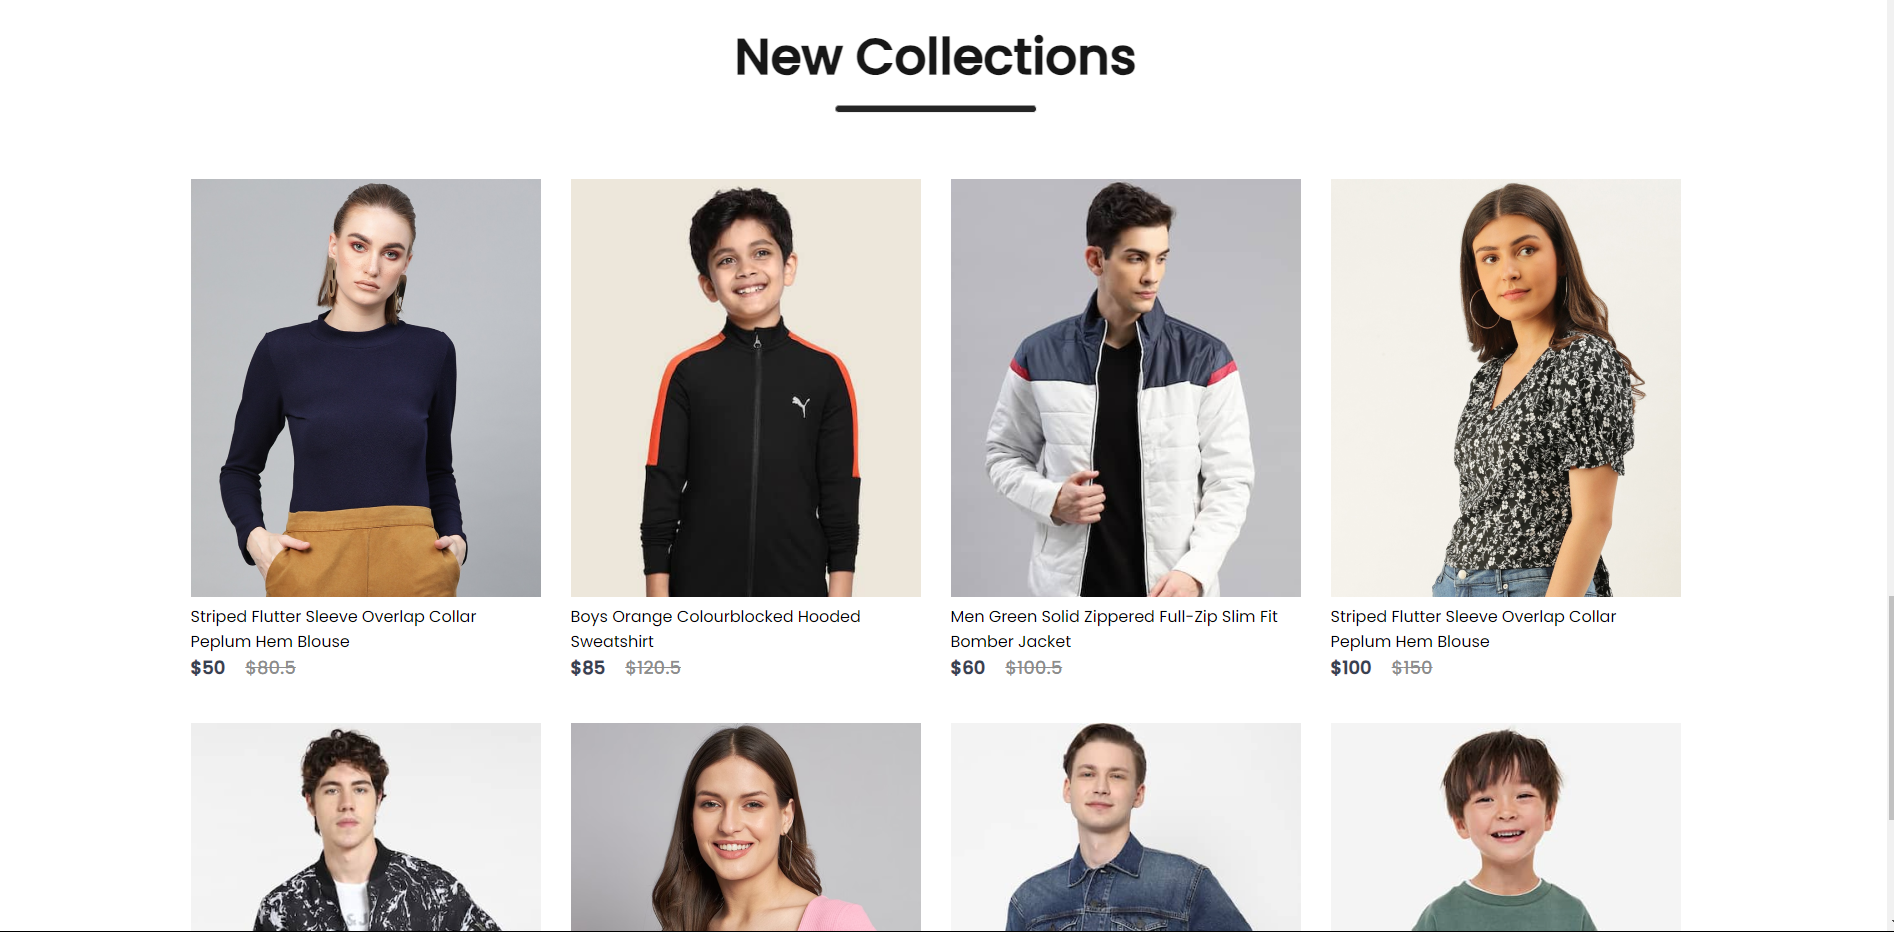 New Collections
Striped Flutter Sleeve Overlap Collar
Peplum Hem Blouse
$50 $80.5
Boys Orange Colourblocked Hooded
Sweatshirt
$85 $120.5
Men Green Solid Zippered Full-Zip Slim Fit
Bomber Jacket
$60 $100.5
Striped Flutter Sleeve Overlap Collar
Peplum Hem Blouse
$100 $150